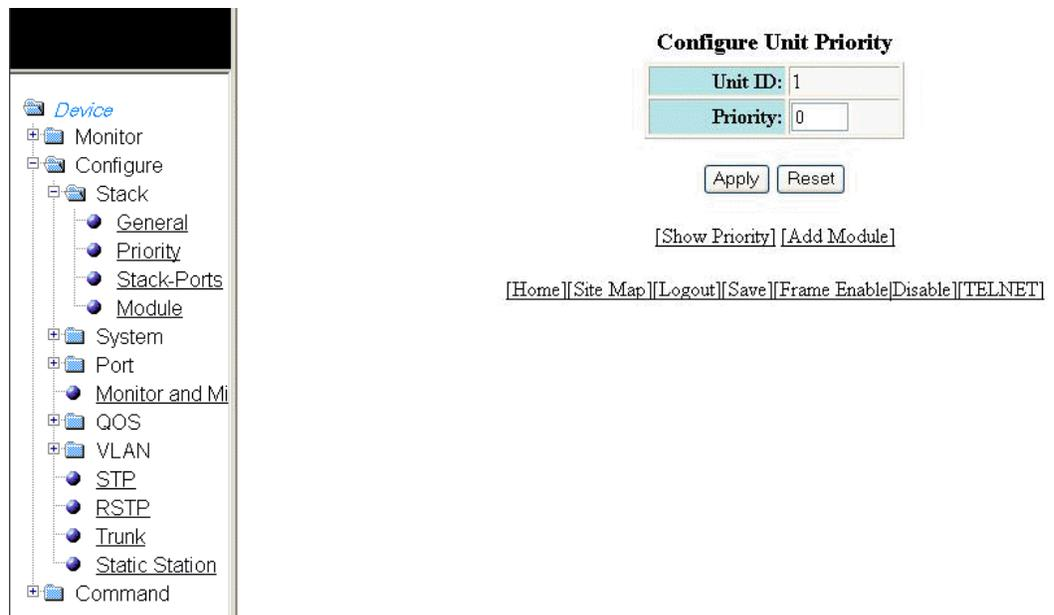 Device
Monitor
Configure
Stack
General
Priority
Stack-Ports
Module
System
Port
Monitor and Mi
QOS
VLAN
STP
RSTP
Trunk
Static Station
Command
Configure Unit Priority
Unit ID: 1
Priority: 0
Apply Reset
[Show Priority] [Add Module]
[Home][Site Map][Logout][Save][Frame Enable|Disable][TELNET]